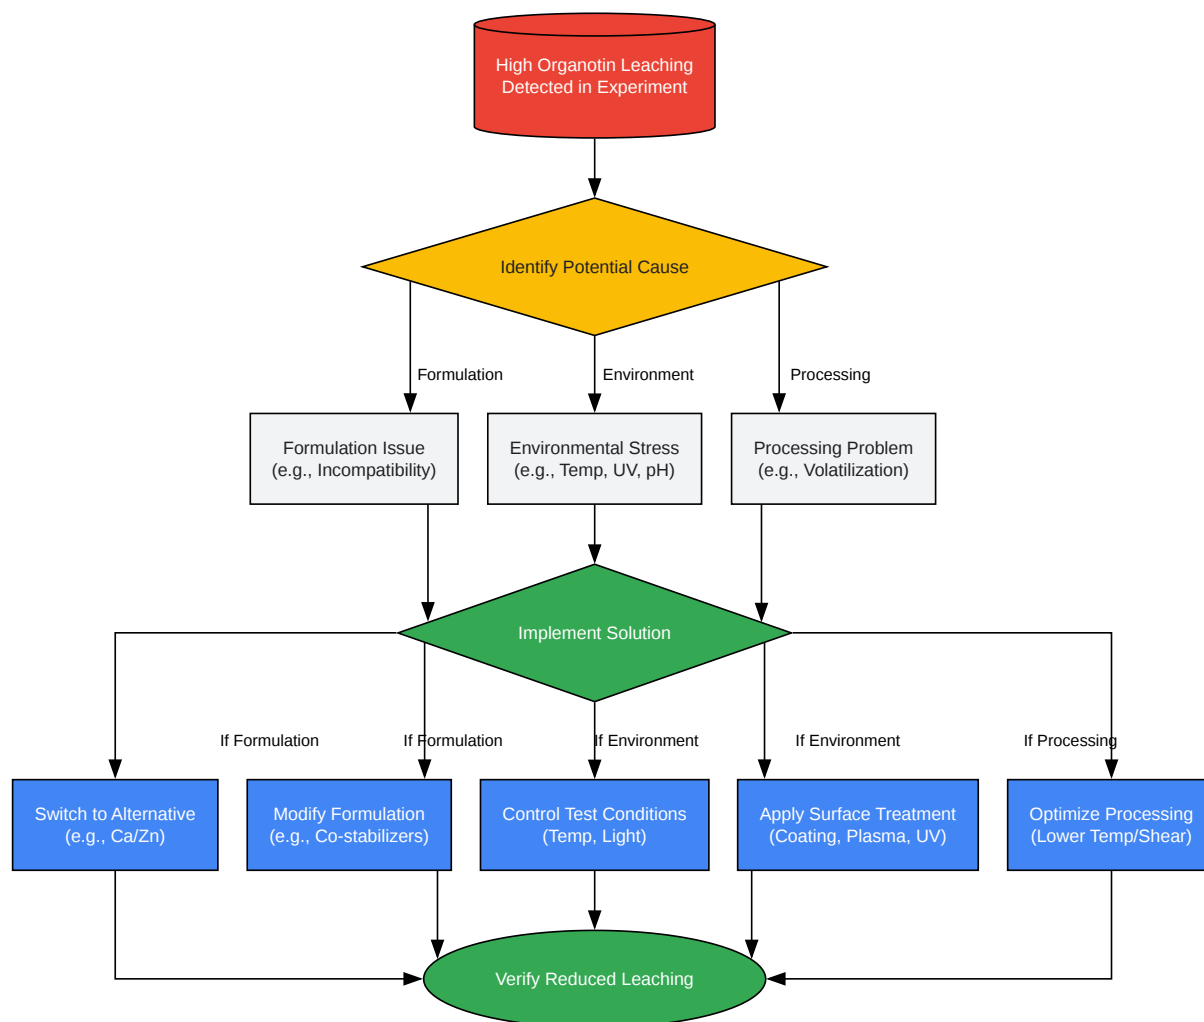 High Organotin Leaching
Detected in Experiment
Identify Potential Cause
Formulation
Environment
Processing
Formulation Issue
(e.g., Incompatibility)
Environmental Stress
(e.g., Temp, UV, pH)
Processing Problem
(e.g., Volatilization)
Implement Solution
If Formulation
If Formulation
If Environment
If Environment
If Processing
Switch to Alternative
(e.g., Ca/Zn)
Modify Formulation
(e.g., Co-stabilizers)
Control Test Conditions
(Temp, Light)
Apply Surface Treatment
(Coating, Plasma, UV)
Optimize Processing
(Lower Temp/Shear)
Verify Reduced Leaching